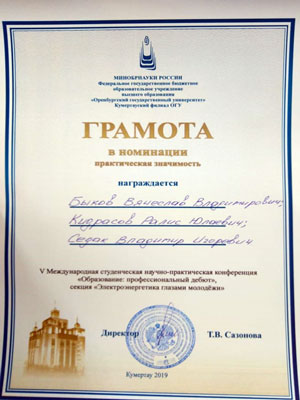 МИНОБРНАУКИ РОССИИ
Федеральное государственное бюджетное
образовательное учреждение
высшего образования
«Оренбургский государственный университет»
Кумертауский филиал ОГУ
ГРАМОТА
в номинации
практическая значимость
награждается
Быков Вячеслав Владимирович;
Кидрасов Ралис Юлаевич;
Седак Владимир Игоревич
V Международная студенческая научно-практическая конференция
«Образование: профессиональный дебют»,
секция «Электроэнергетика глазами молодёжи»
Директор Т.В. Сазонова
Кумертау 2019